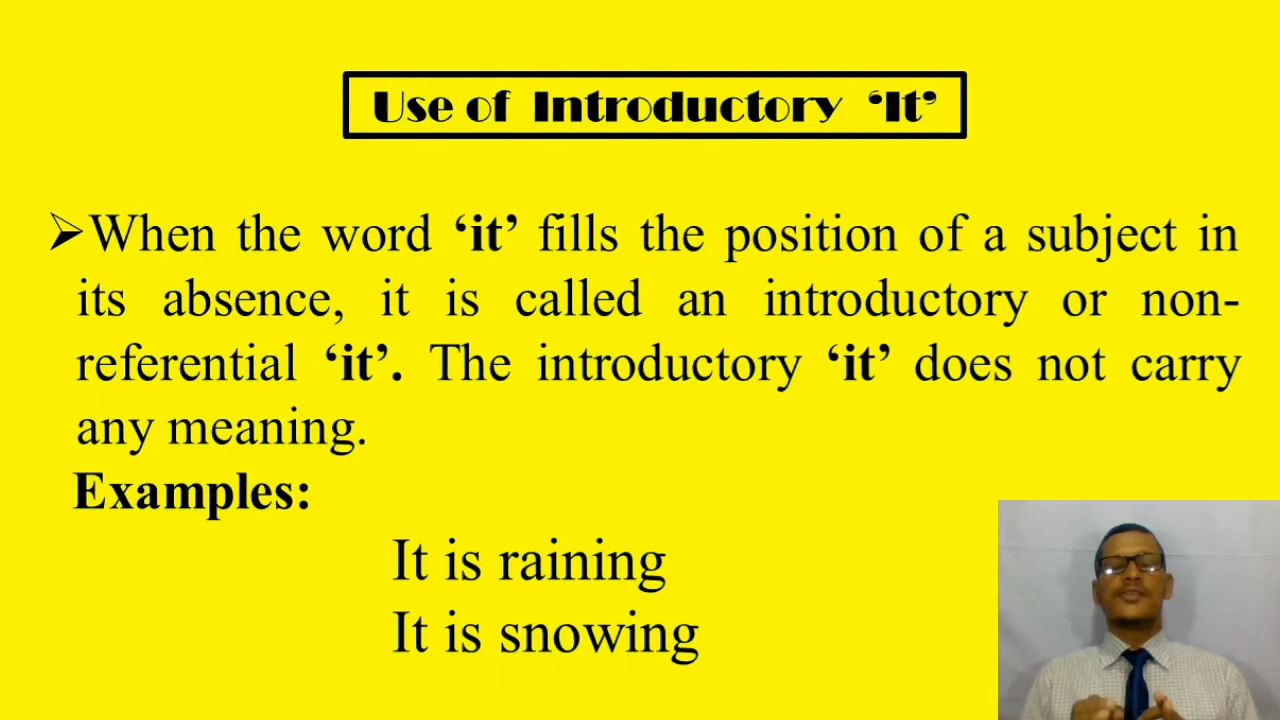 Use of Introductory ‘It’
➢When the word ‘it’ fills the position of a subject in
its absence, it is called an introductory or non-
referential ‘it’. The introductory ‘it’ does not carry
any meaning.
Examples:
It is raining
It is snowing